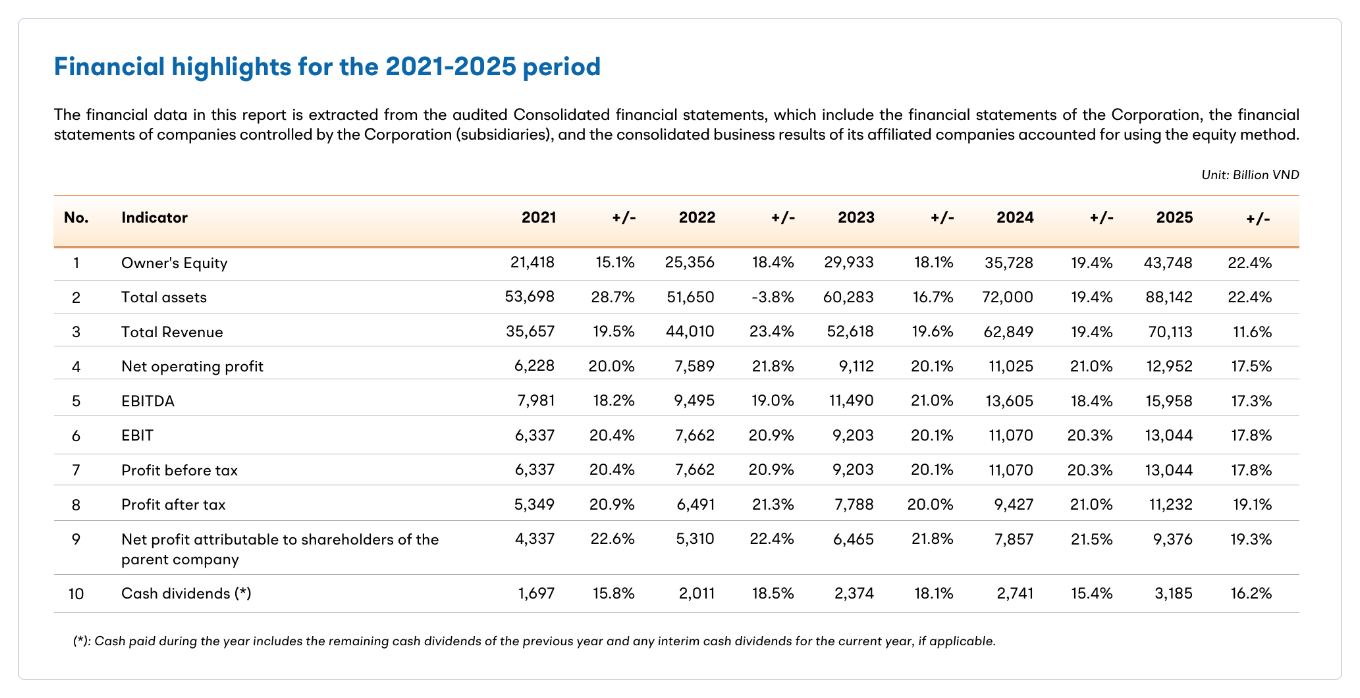 Financial highlights for the 2021-2025 period
The financial data in this report is extracted from the audited Consolidated financial statements, which include the financial statements of the Corporation, the financial
statements of companies controlled by the Corporation (subsidiaries), and the consolidated business results of its affiliated companies accounted for using the equity method.
Unit: Billion VND
No. Indicator 2021 +/- 2022 +/- 2023 +/- 2024 +/- 2025 +/-
1 Owner's Equity 21,418 15.1% 25,356 18.4% 29,933 18.1% 35,728 19.4% 43,748 22.4%
2 Total assets 53,698 28.7% 51,650 -3.8% 60,283 16.7% 72,000 19.4% 88,142 22.4%
3 Total Revenue 35,657 19.5% 44,010 23.4% 52,618 19.6% 62,849 19.4% 70,113 11.6%
4 Net operating profit 6,228 20.0% 7,589 21.8% 9,112 20.1% 11,025 21.0% 12,952 17.5%
5 EBITDA 7,981 18.2% 9,495 19.0% 11,490 21.0% 13,605 18.4% 15,958 17.3%
6 EBIT 6,337 20.4% 7,662 20.9% 9,203 20.1% 11,070 20.3% 13,044 17.8%
7 Profit before tax 6,337 20.4% 7,662 20.9% 9,203 20.1% 11,070 20.3% 13,044 17.8%
8 Profit after tax 5,349 20.9% 6,491 21.3% 7,788 20.0% 9,427 21.0% 11,232 19.1%
9 Net profit attributable to shareholders of the 4,337 22.6% 5,310 22.4% 6,465 21.8% 7,857 21.5% 9,376 19.3%
parent company
10 Cash dividends (*) 1,697 15.8% 2,011 18.5% 2,374 18.1% 2,741 15.4% 3,185 16.2%
(*): Cash paid during the year includes the remaining cash dividends of the previous year and any interim cash dividends for the current year, if applicable.